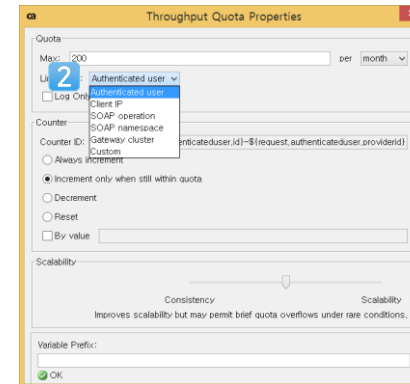 ca Throughput Quota Properties
Quota
Max: 200 per month
2 Authenticated user
Authenticated user
Log Only
Client IP
SOAP operation
SOAP namespace
Gateway cluster
Custom
Counter
Counter ID: enticateduser,id}-${request,authenticateduser,providerid}
Always increment
Increment only when still within quota
Decrement
Reset
By value
Scalability
Consistency Scalability
Improves scalability but may permit brief quota overflows under rare conditions,
Variable Prefix:
OK